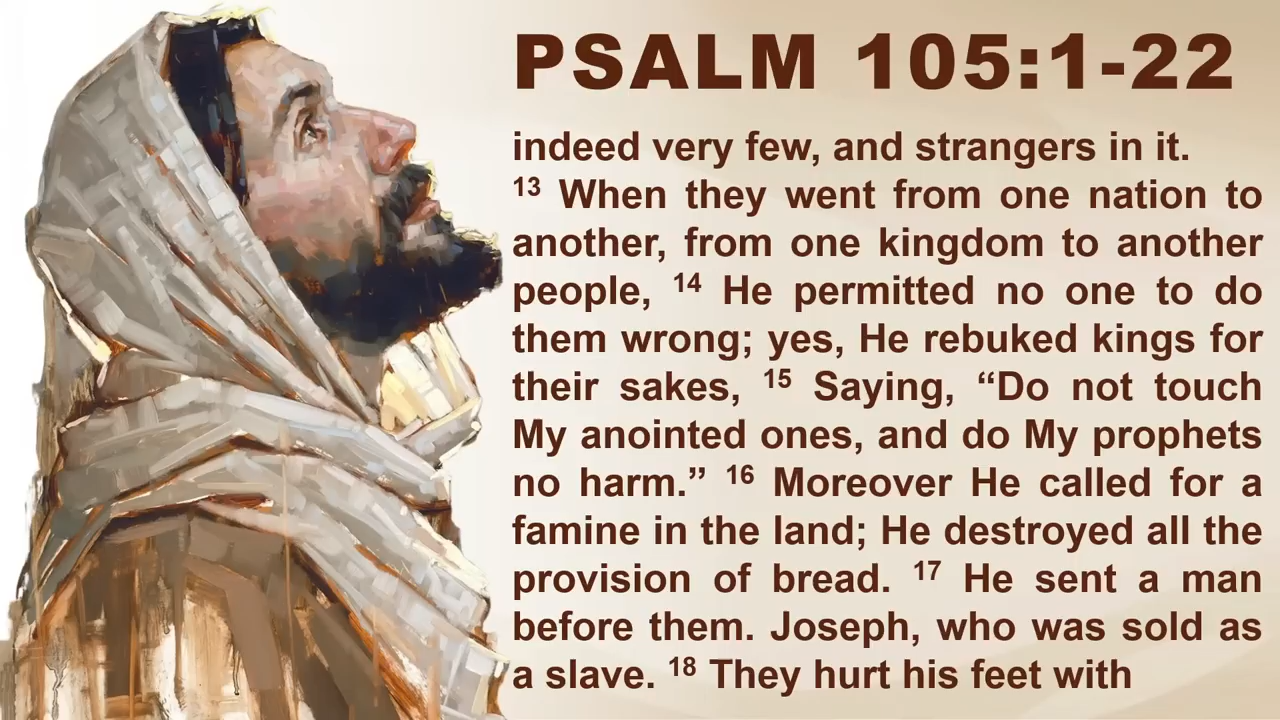 PSALM 105:1-22
indeed very few, and strangers in it.
13 When they went from one nation to
another, from one kingdom to another
people, 14 He permitted no one to do
them wrong; yes, He rebuked kings for
their sakes, 15 Saying, “Do not touch
My anointed ones, and do My prophets
no harm.” 16 Moreover He called for a
famine in the land; He destroyed all the
provision of bread. 17 He sent a man
before them. Joseph, who was sold as
a slave. 18 They hurt his feet with